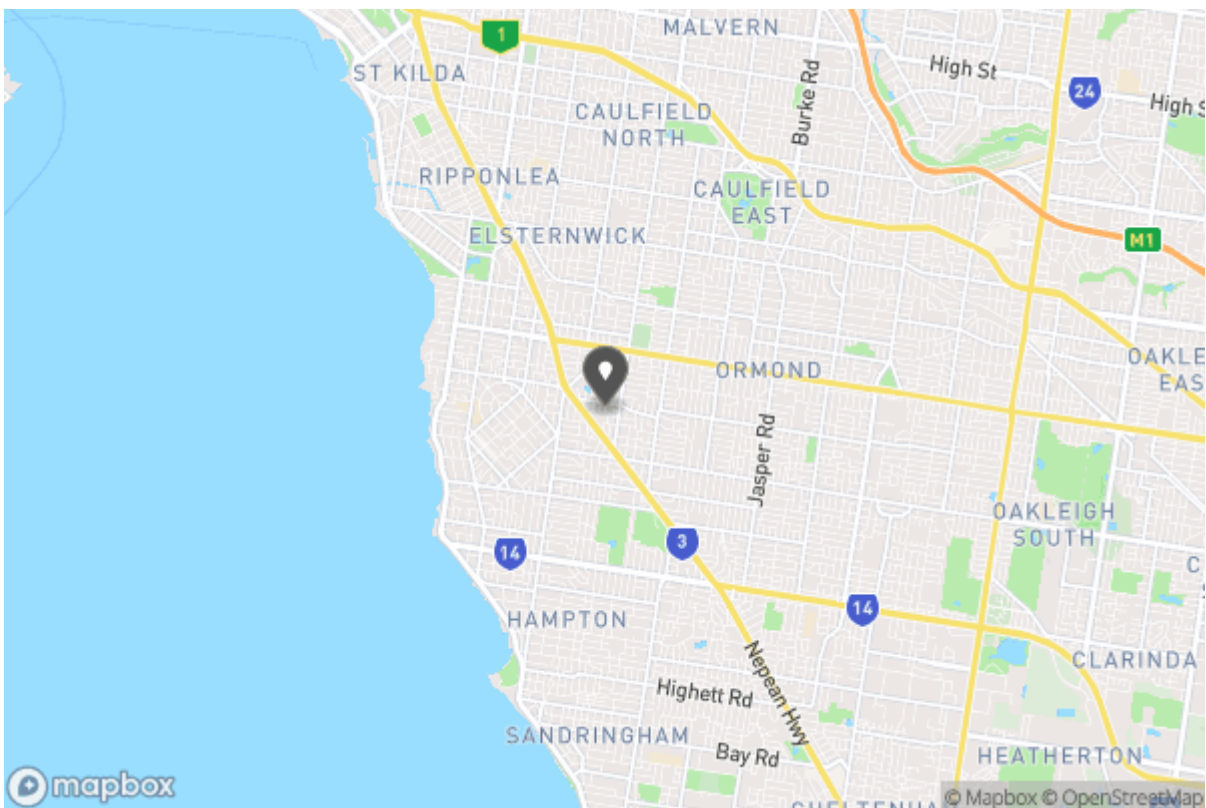 1
MALVERN
High St
ST KILDA
Burke Rd
24
High S
CAULFIELD
NORTH
RIPPONLEA
CAULFIELD
EAST
ELSTERNWICK
M1
ORMOND
OAKLE
EAS
Jasper Rd
OAKLEIGH
SOUTH
3
14
C
14
HAMPTON
Nepean Hwy
CLARINDA
Highett Rd
SANDRINGHAM
Bay Rd
HEATHERTON
mapbox
© Mapbox © OpenStreetMap